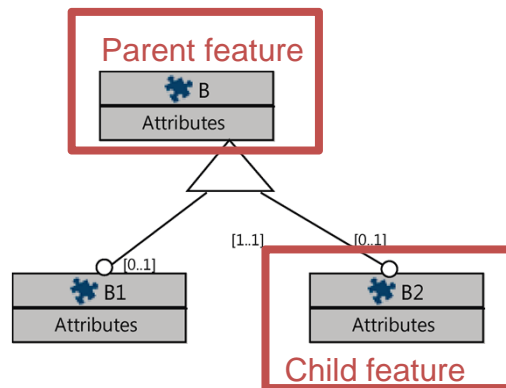 Parent feature
B
Attributes
[0..1]
[1..1]
[0..1]
B1
Attributes
B2
Attributes
Child feature